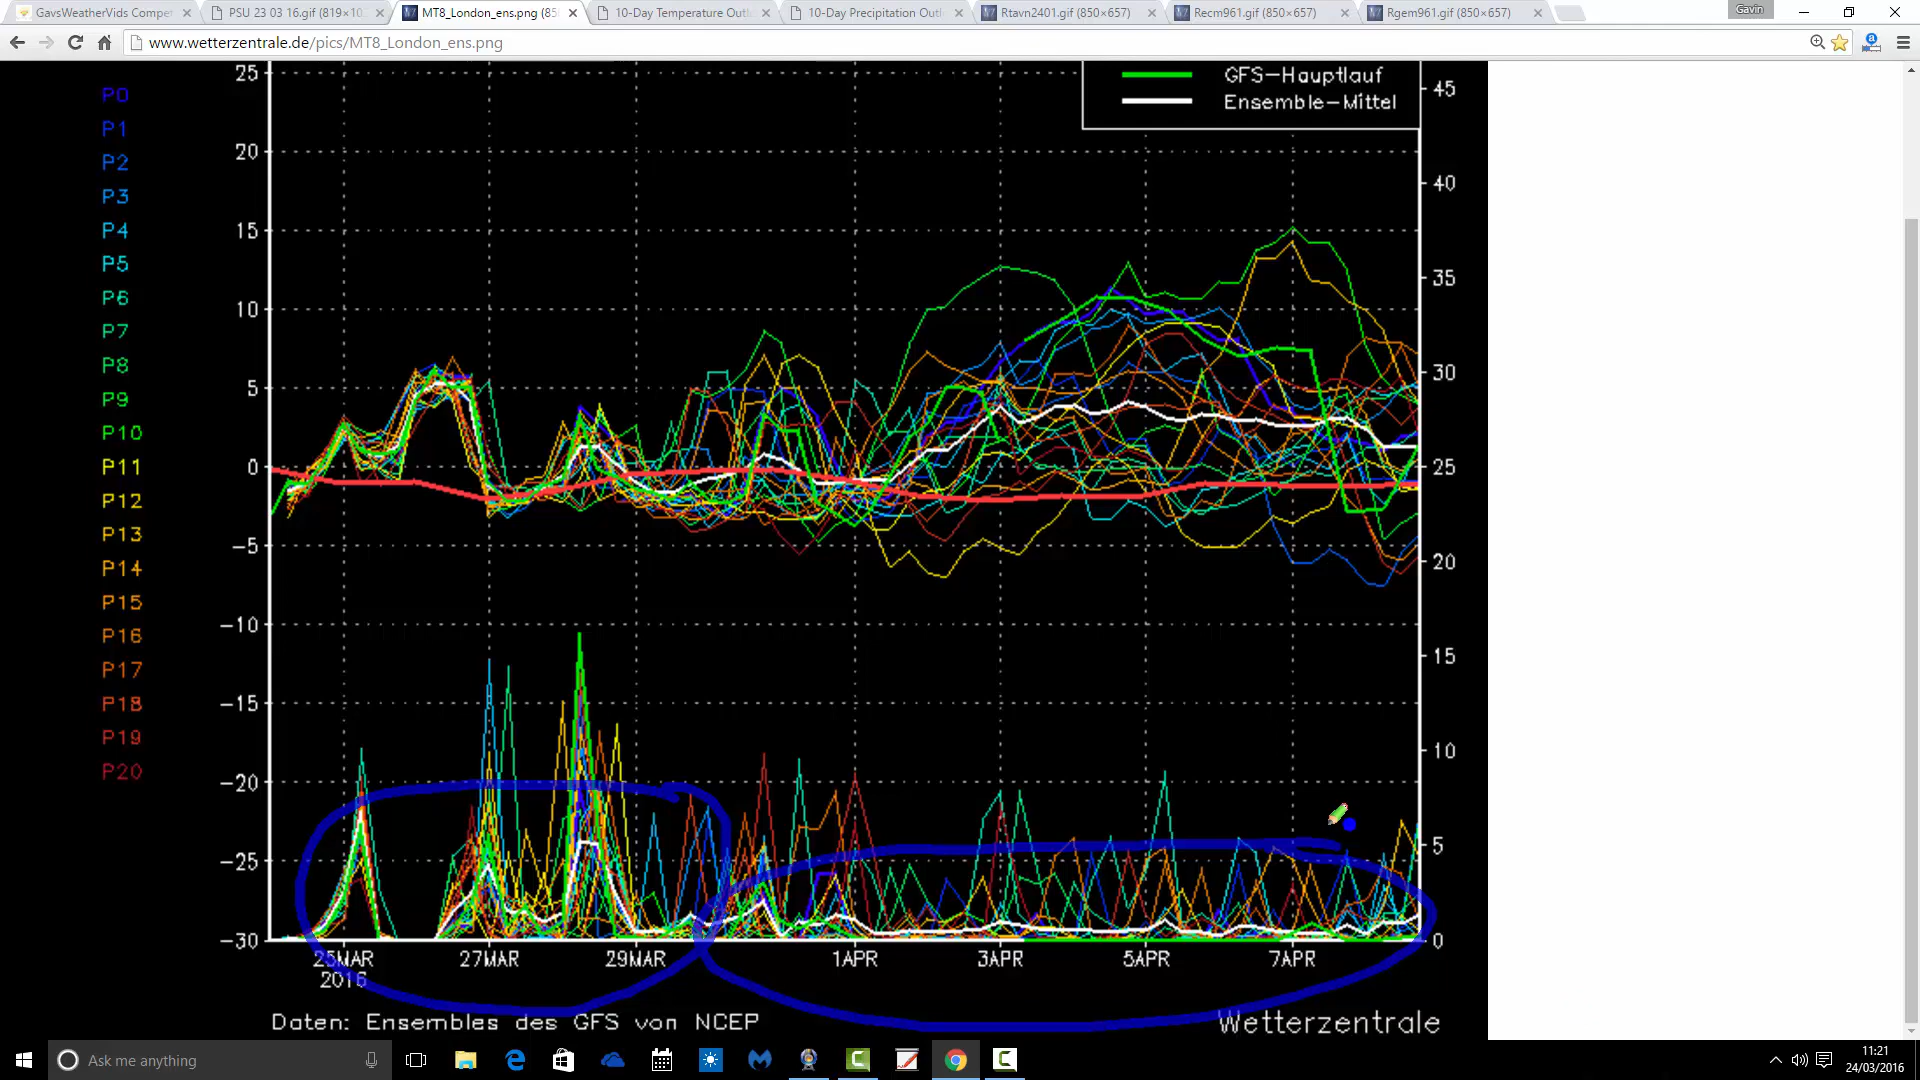 GavsWeatherVids Compet
PSU 23 03 16.gif (819×102
MT8_London_ens.png (85
10-Day Temperature Outl
10-Day Precipitation Outl
Rtavn2401.gif (850×657)
Recm961.gif (850×657)
Rgem961.gif (850×657)
Gavin
www.wetterzentrale.de/pics/MT8_London_ens.png
GFS-Hauptlauf
Ensemble-Mittel
P0
P1
P2
P3
P4
P5
P6
P7
P8
P9
P10
P11
P12
P13
P14
P15
P16
P17
P18
P19
P20
25
20
15
10
5
0
-5
-10
-15
-20
-25
-30
45
40
35
30
25
20
15
10
5
0
25MAR 27MAR 29MAR 1APR 3APR 5APR 7APR
2016
Daten: Ensembles des GFS von NCEP
Wetterzentrale
Ask me anything
11:21
24/03/2016